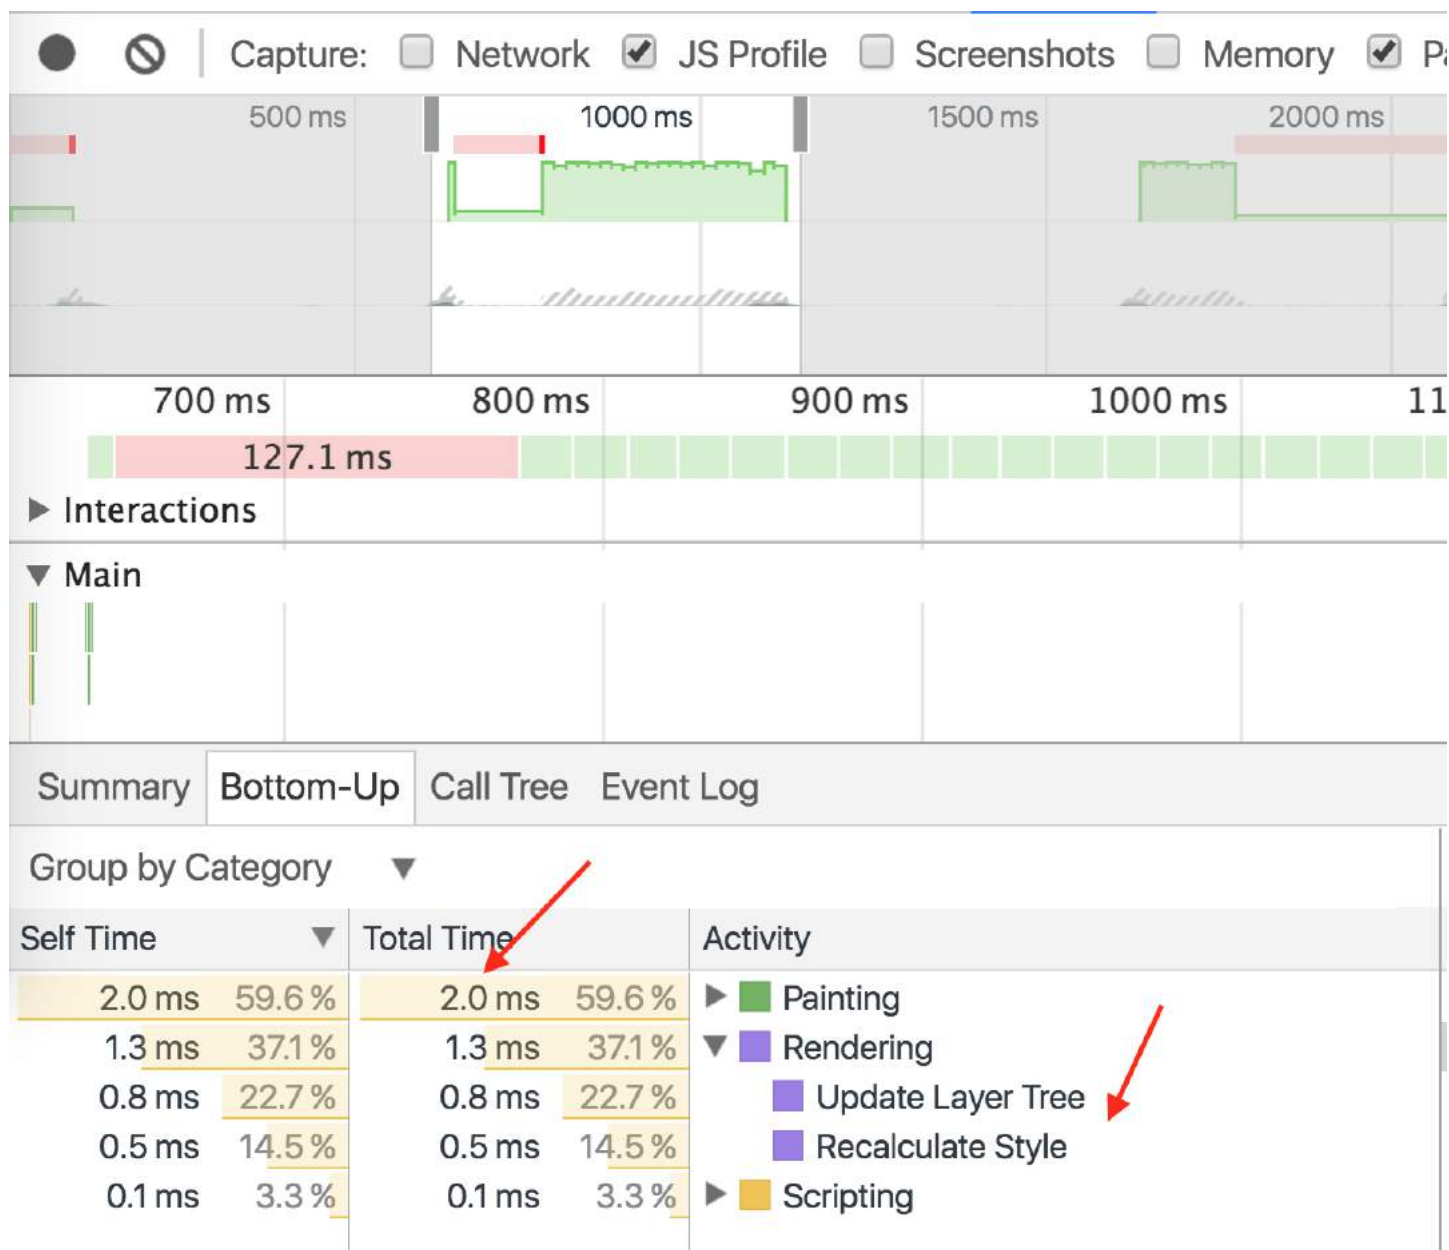 Capture: Network JS Profile Screenshots Memory Pa
500 ms 1000 ms 1500 ms 2000 ms
700 ms 800 ms 900 ms 1000 ms 11
127.1 ms
Interactions
Main
Summary Bottom-Up Call Tree Event Log
Group by Category
Self Time Total Time Activity
2.0 ms 59.6 % 2.0 ms 59.6 % Painting
1.3 ms 37.1 % 1.3 ms 37.1 % Rendering
0.8 ms 22.7 % 0.8 ms 22.7 % Update Layer Tree
0.5 ms 14.5 % 0.5 ms 14.5 % Recalculate Style
0.1 ms 3.3 % 0.1 ms 3.3 % Scripting